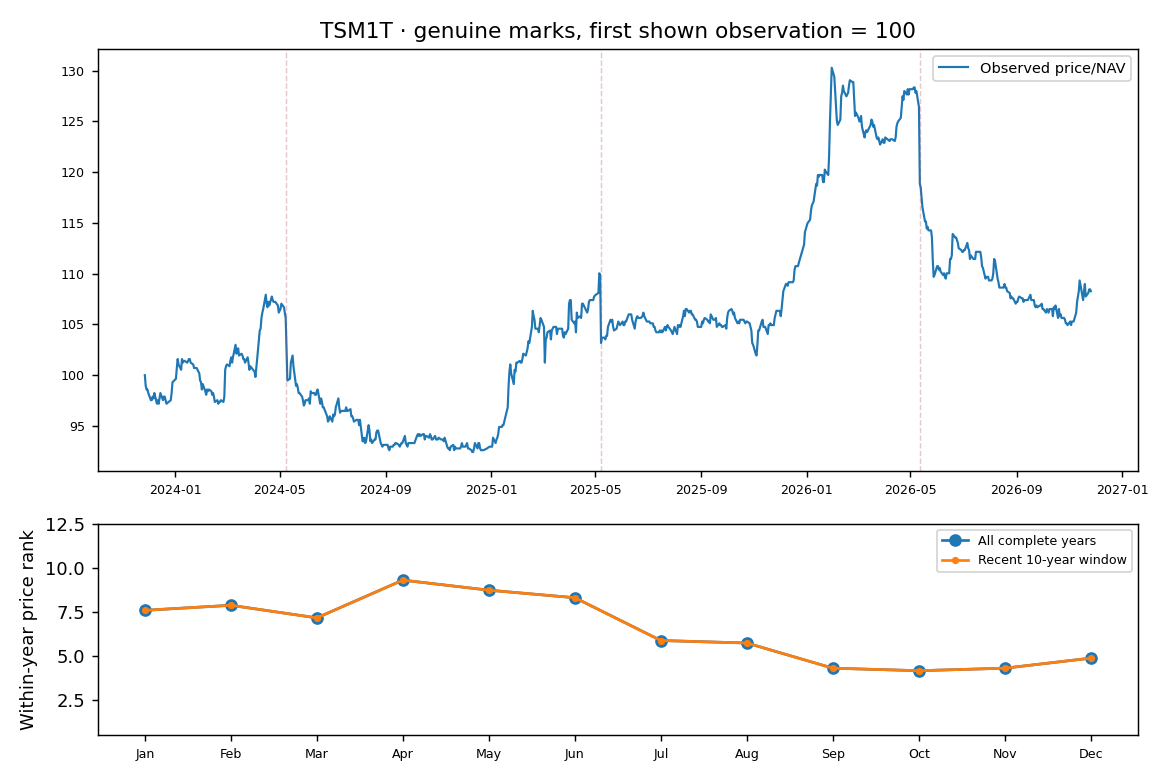 TSM1T · genuine marks, first shown observation = 100
Observed price/NAV
130
125
120
115
110
105
100
95
2024-01 2024-05 2024-09 2025-01 2025-05 2025-09 2026-01 2026-05 2026-09 2027-01
Within-year price rank
12.5
10.0
7.5
5.0
2.5
All complete years
Recent 10-year window
Jan Feb Mar Apr May Jun Jul Aug Sep Oct Nov Dec